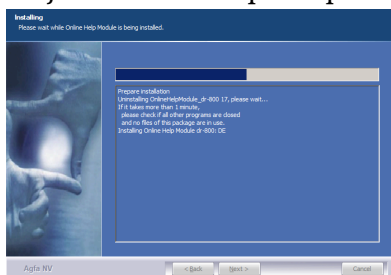 Installing
Please wait while Online Help Module is being installed.
Prepare installation
Uninstalling OnlineHelpModule_dr-800 17, please wait...
If it takes more than 1 minute,
please check if all other programs are closed
and no files of this package are in use.
Installing Online Help Module dr-800: DE
Agfa NV
< Back
Next >
Cancel